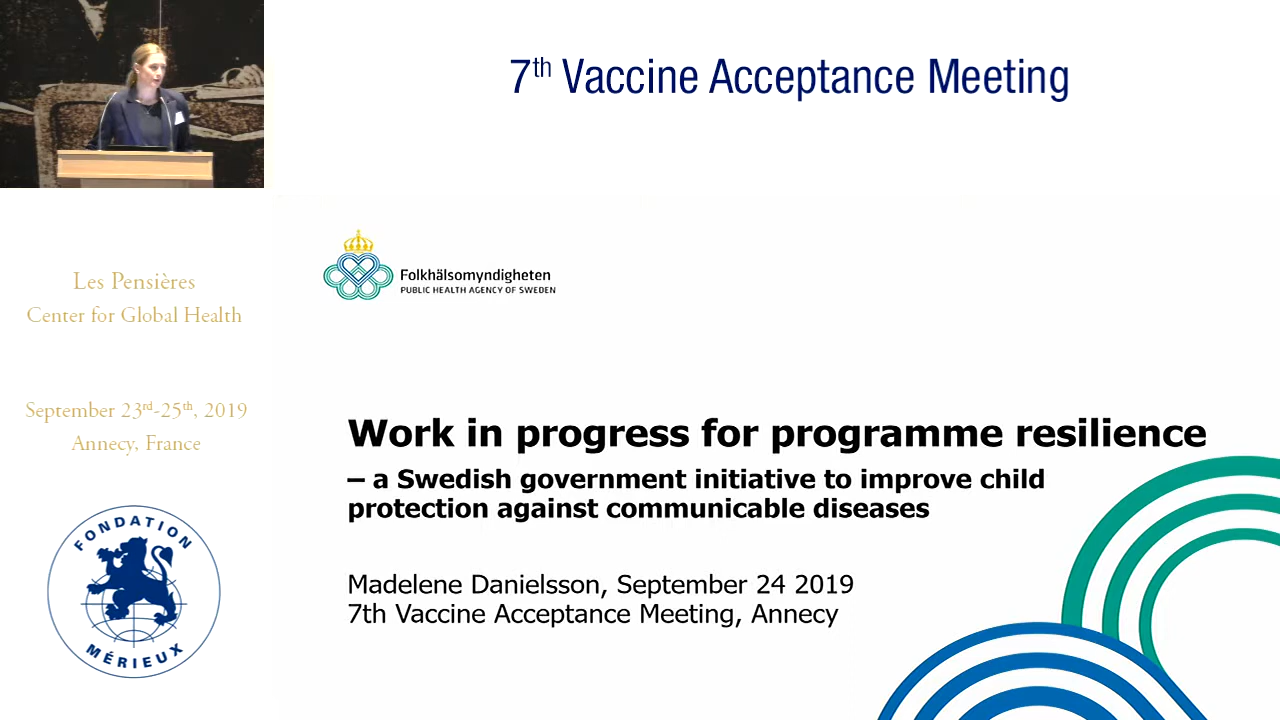 7th Vaccine Acceptance Meeting
Les Pensières
Center for Global Health
September 23rd-25th, 2019
Annecy, France
FONDATION
MÉRIEUX
Folkhälsomyndigheten
PUBLIC HEALTH AGENCY OF SWEDEN
Work in progress for programme resilience
– a Swedish government initiative to improve child
protection against communicable diseases
Madelene Danielsson, September 24 2019
7th Vaccine Acceptance Meeting, Annecy